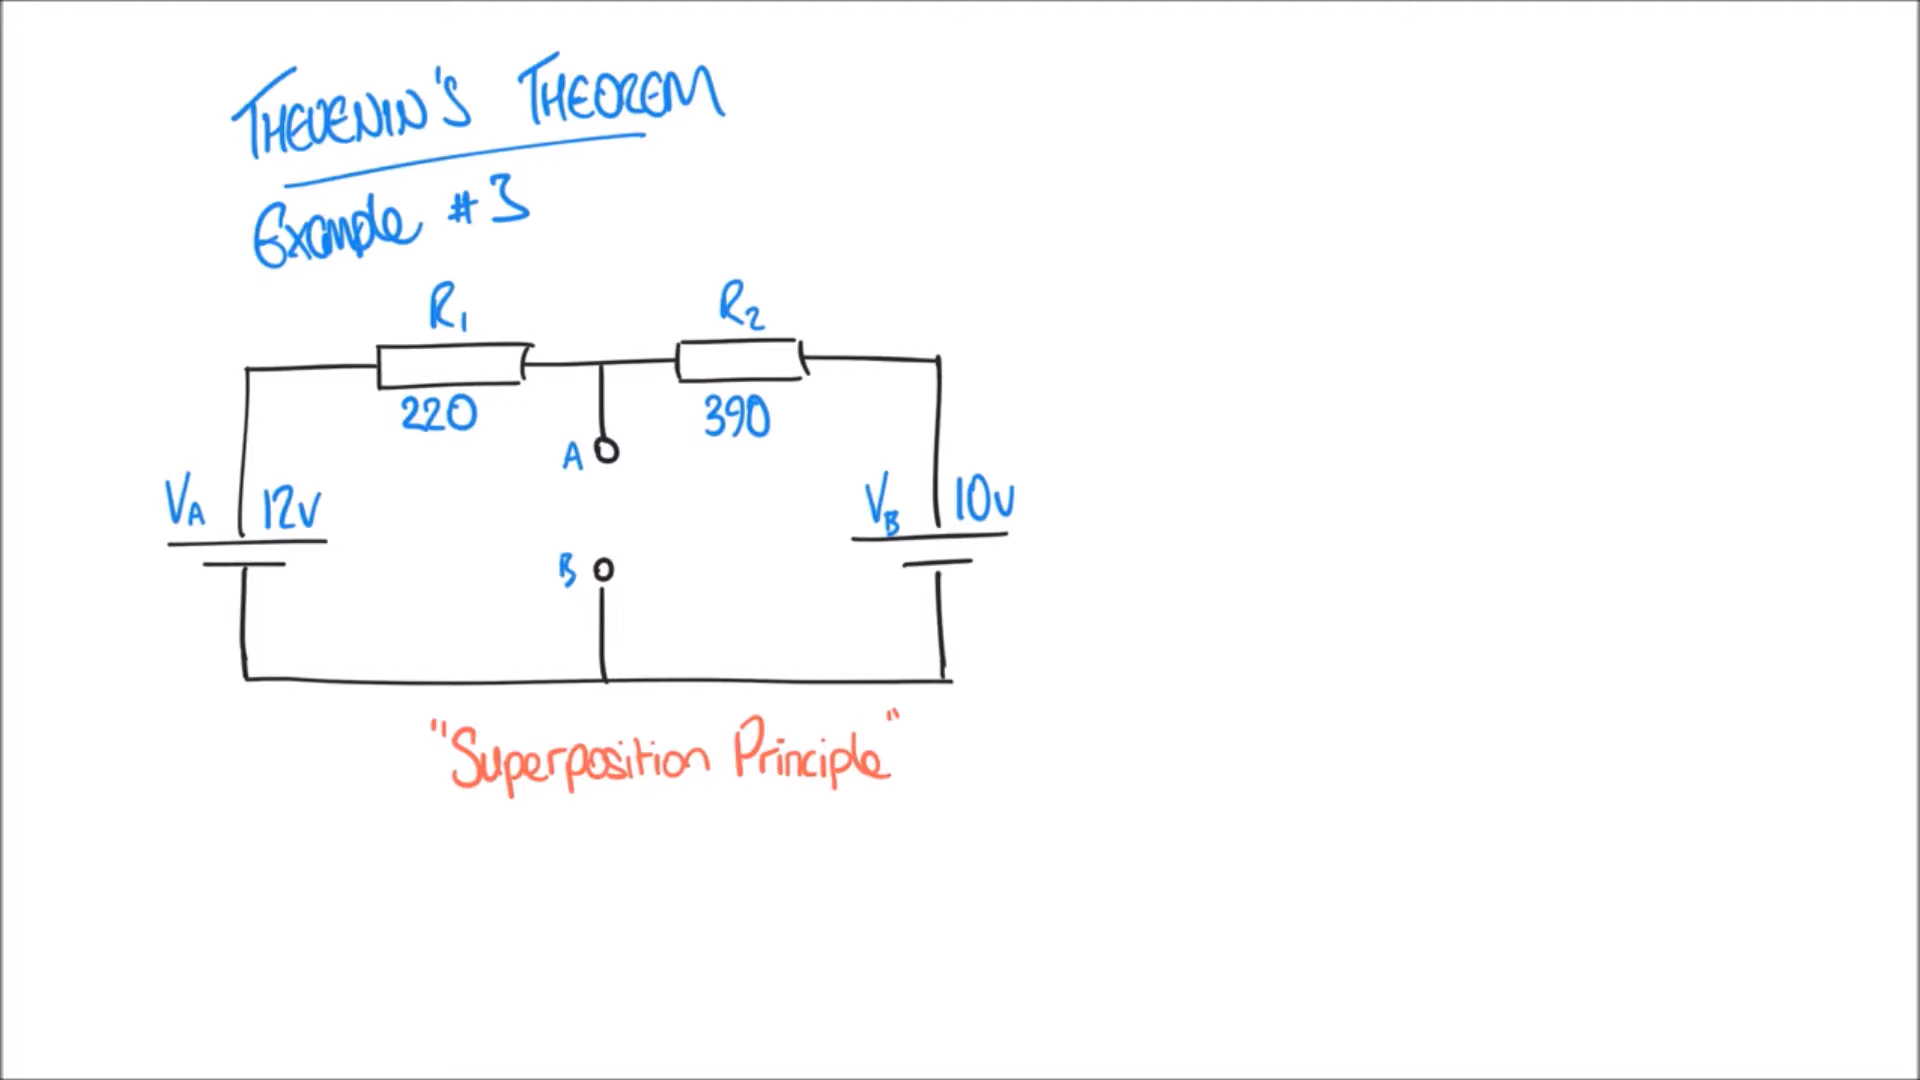 THEVENIN'S THEOREM
Example #3
R1 R2
220 390
A
VA 12v VB 10v
B
"Superposition Principle"